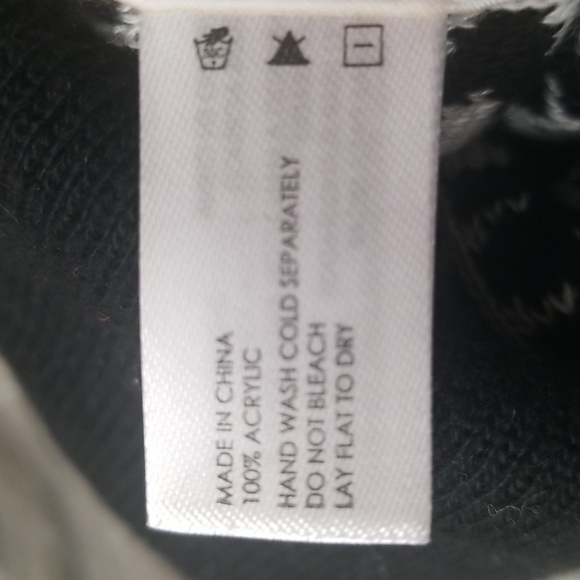 MADE IN CHINA
100% ACRYLIC
HAND WASH COLD SEPARATELY
DO NOT BLEACH
LAY FLAT TO DRY